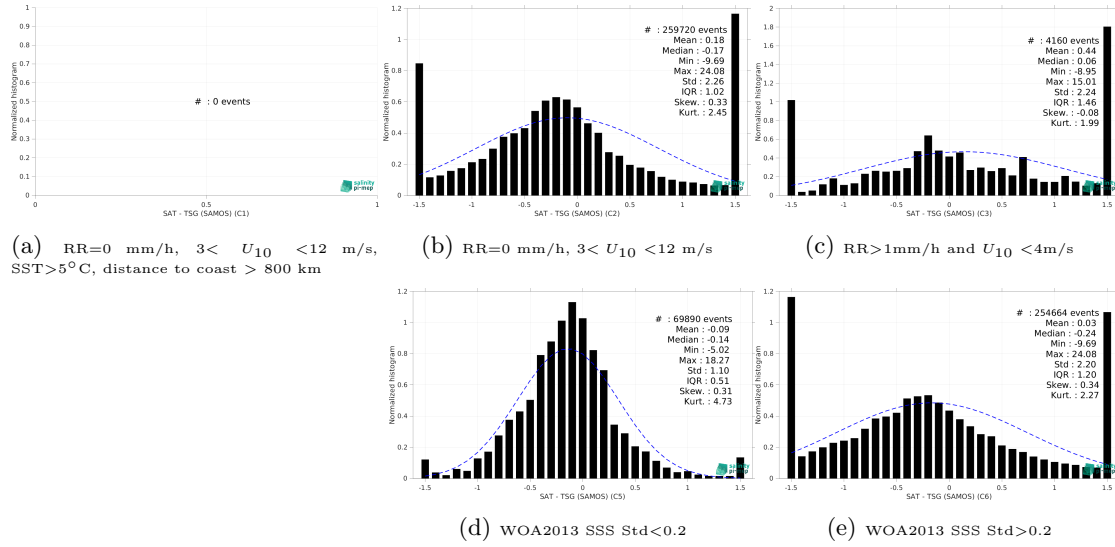 1
0.9
0.8
0.7
0.6
0.5
0.4
0.3
0.2
0.1
0
Normalized histogram
# : 0 events
salinity
pi-mep
0 0.5 1
SAT - TSG (SAMOS) (C1)
(a) RR=0 mm/h, 3< U10 <12 m/s,
SST>5°C, distance to coast > 800 km
1.2
1
0.8
0.6
0.4
0.2
0
Normalized histogram
# : 259720 events
Mean : 0.18
Median : -0.17
Min : -9.69
Max : 24.08
Std : 2.26
IQR : 1.02
Skew. : 0.33
Kurt. : 2.45
salinity
pi-mep
-1.5 -1 -0.5 0 0.5 1 1.5
SAT - TSG (SAMOS) (C2)
(b) RR=0 mm/h, 3< U10 <12 m/s
2
1.8
1.6
1.4
1.2
1
0.8
0.6
0.4
0.2
0
Normalized histogram
# : 4160 events
Mean : 0.44
Median : 0.06
Min : -8.95
Max : 15.01
Std : 2.24
IQR : 1.46
Skew. : -0.08
Kurt. : 1.99
salinity
pi-mep
-1.5 -1 -0.5 0 0.5 1 1.5
SAT - TSG (SAMOS) (C3)
(c) RR>1mm/h and U10 <4m/s
1.2
1
0.8
0.6
0.4
0.2
0
Normalized histogram
# : 69890 events
Mean : -0.09
Median : -0.14
Min : -5.02
Max : 18.27
Std : 1.10
IQR : 0.51
Skew. : 0.31
Kurt. : 4.73
salinity
pi-mep
-1.5 -1 -0.5 0 0.5 1 1.5
SAT - TSG (SAMOS) (C5)
(d) WOA2013 SSS Std<0.2
1.2
1
0.8
0.6
0.4
0.2
0
Normalized histogram
# : 254664 events
Mean : 0.03
Median : -0.24
Min : -9.69
Max : 24.08
Std : 2.20
IQR : 1.20
Skew. : 0.34
Kurt. : 2.27
salinity
pi-mep
-1.5 -1 -0.5 0 0.5 1 1.5
SAT - TSG (SAMOS) (C6)
(e) WOA2013 SSS Std>0.2